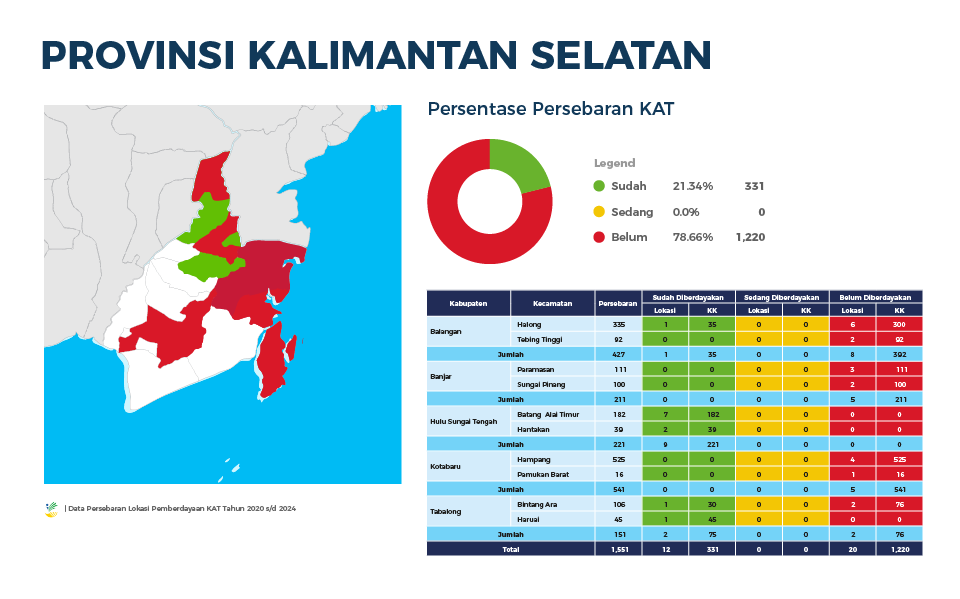 PROVINSI KALIMANTAN SELATAN
Persentase Persebaran KAT
Legend
Sudah 21.34% 331
Sedang 0.0% 0
Belum 78.66% 1,220
Kabupaten Kecamatan Persebaran Sudah Diberdayakan Sedang Diberdayakan Belum Diberdayakan
Lokasi KK Lokasi KK Lokasi KK
Balangan Halong 335 1 35 0 0 6 300
Tebing Tinggi 92 0 0 0 0 2 92
Jumlah 427 1 35 0 0 8 392
Banjar Paramasan 111 0 0 0 0 3 111
Sungai Pinang 100 0 0 0 0 2 100
Jumlah 211 0 0 0 0 5 211
Hulu Sungai Tengah Batang Alai Timur 182 7 182 0 0 0 0
Hantakan 39 2 39 0 0 0 0
Jumlah 221 9 221 0 0 0 0
Kotabaru Hampang 525 0 0 0 0 4 525
Pamukan Barat 16 0 0 0 0 1 16
Jumlah 541 0 0 0 0 5 541
Tabalong Bintang Ara 106 1 30 0 0 2 76
Haruai 45 1 45 0 0 0 0
Jumlah 151 2 75 0 0 2 76
Total 1,551 12 331 0 0 20 1,220
| Data Persebaran Lokasi Pemberdayaan KAT Tahun 2020 s/d 2024